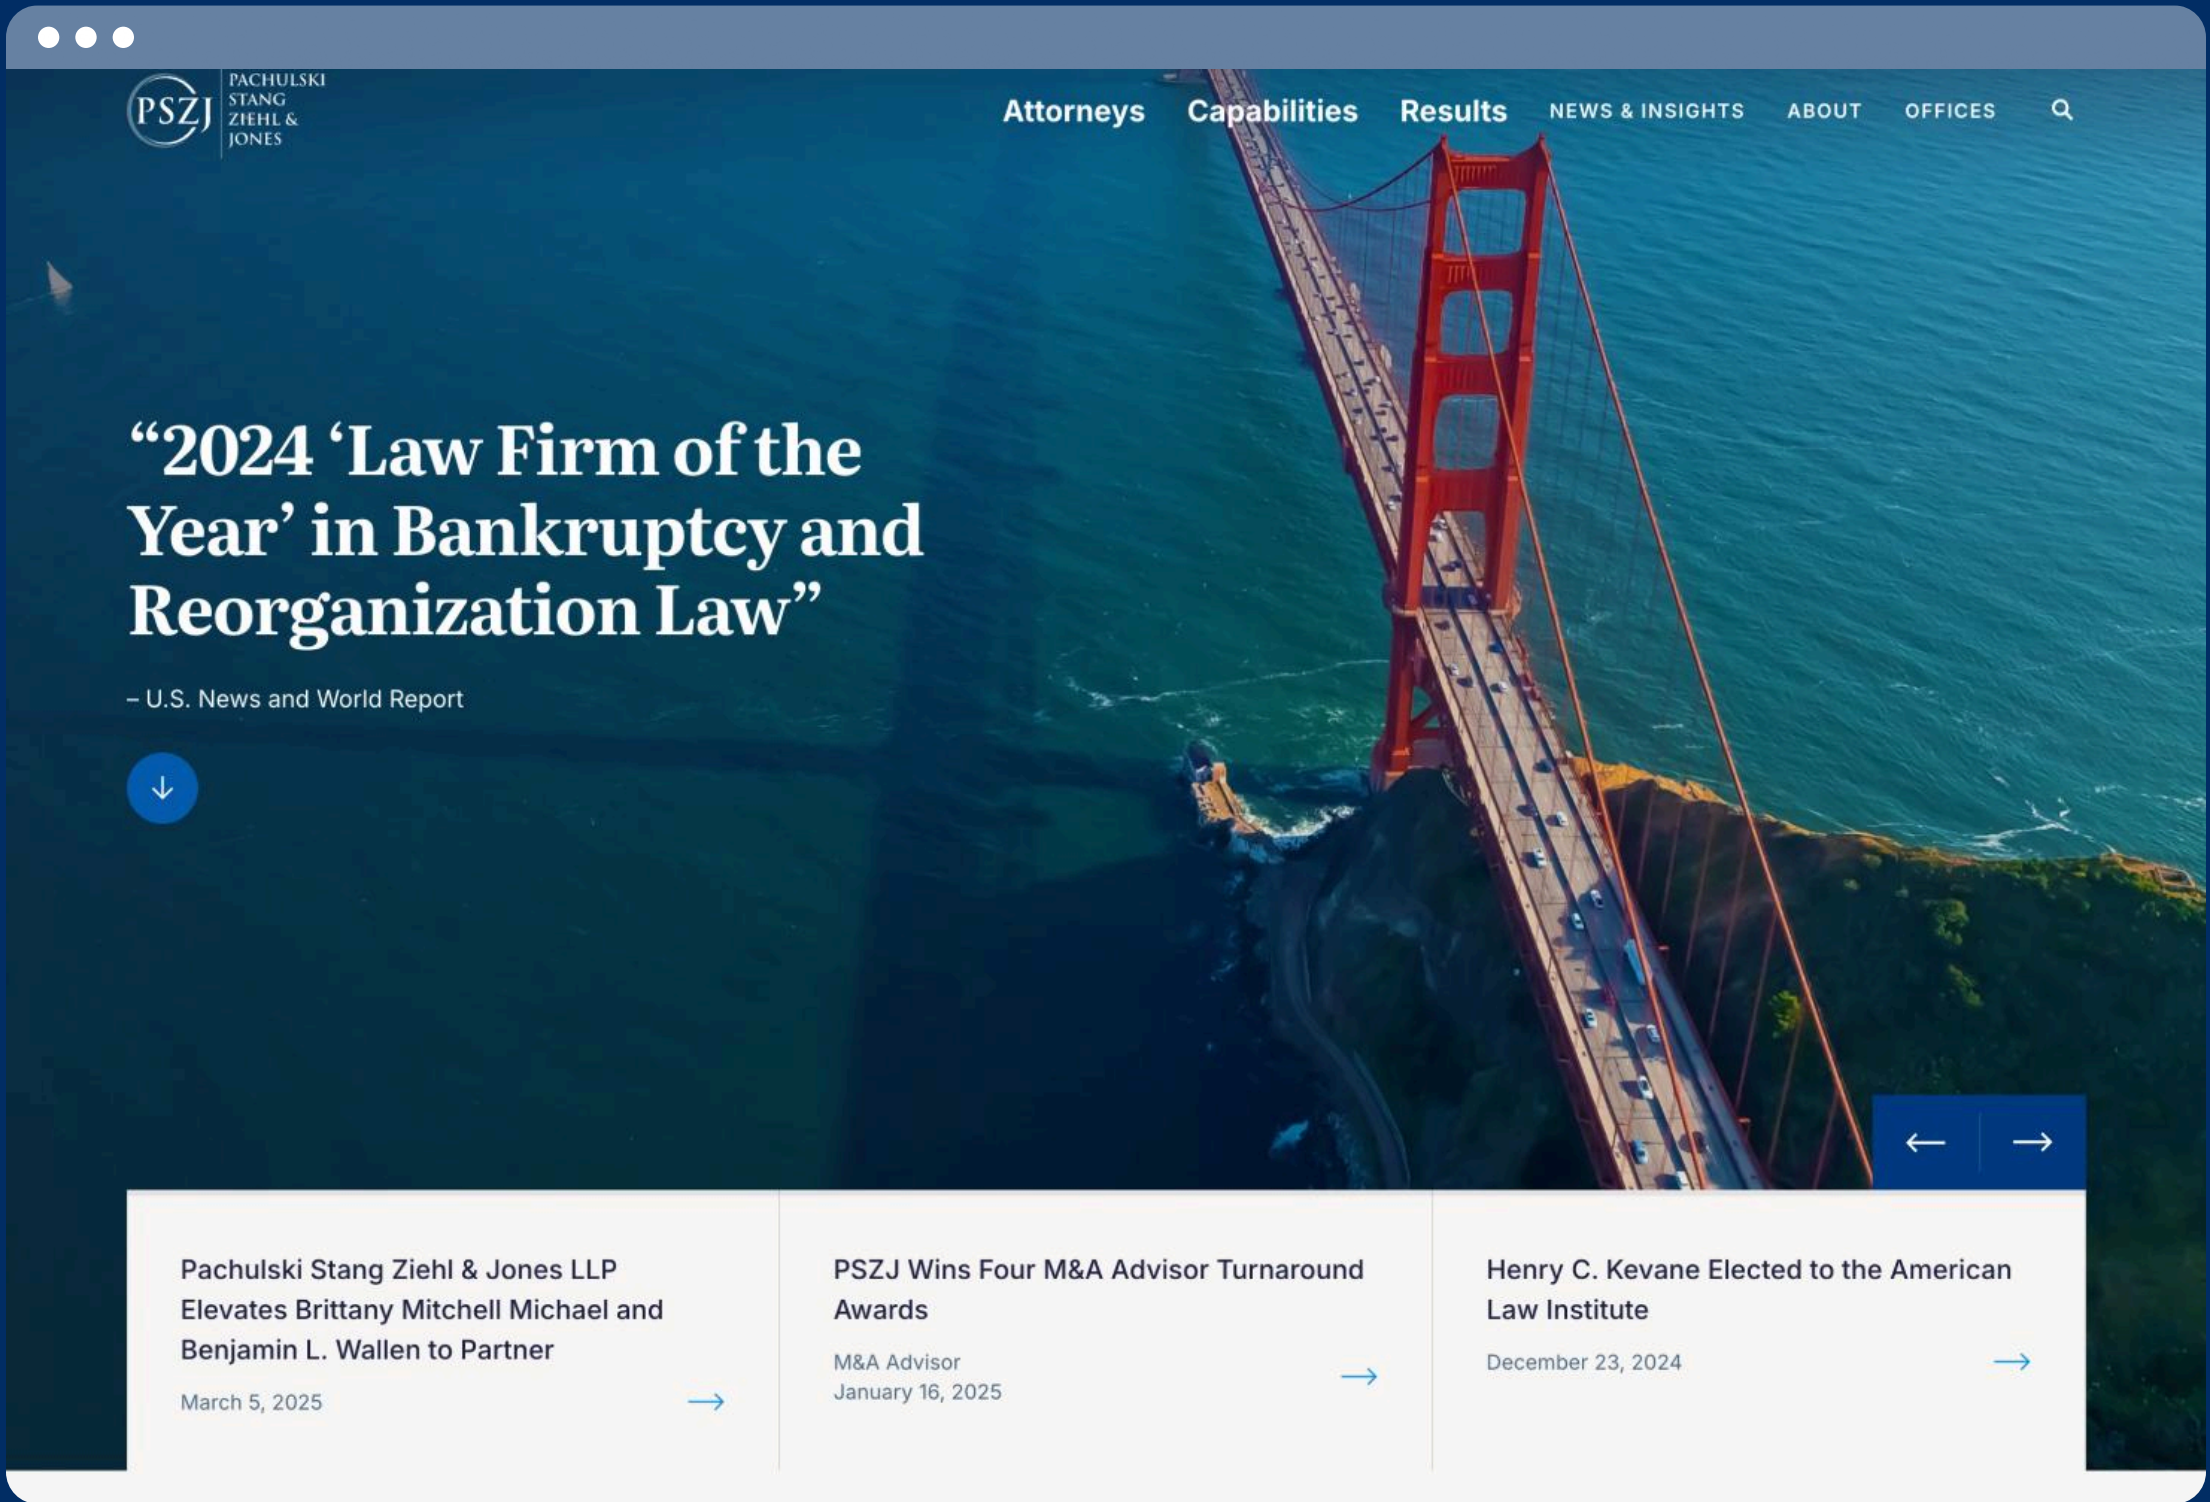 PSZJ
PACHULSKI
STANG
ZIEHL &
JONES
Attorneys
Capabilities
Results
NEWS & INSIGHTS
ABOUT
OFFICES
“2024 ‘Law Firm of the
Year’ in Bankruptcy and
Reorganization Law”
– U.S. News and World Report
Pachulski Stang Ziehl & Jones LLP
Elevates Brittany Mitchell Michael and
Benjamin L. Wallen to Partner
March 5, 2025
PSZJ Wins Four M&A Advisor Turnaround
Awards
M&A Advisor
January 16, 2025
Henry C. Kevane Elected to the American
Law Institute
December 23, 2024